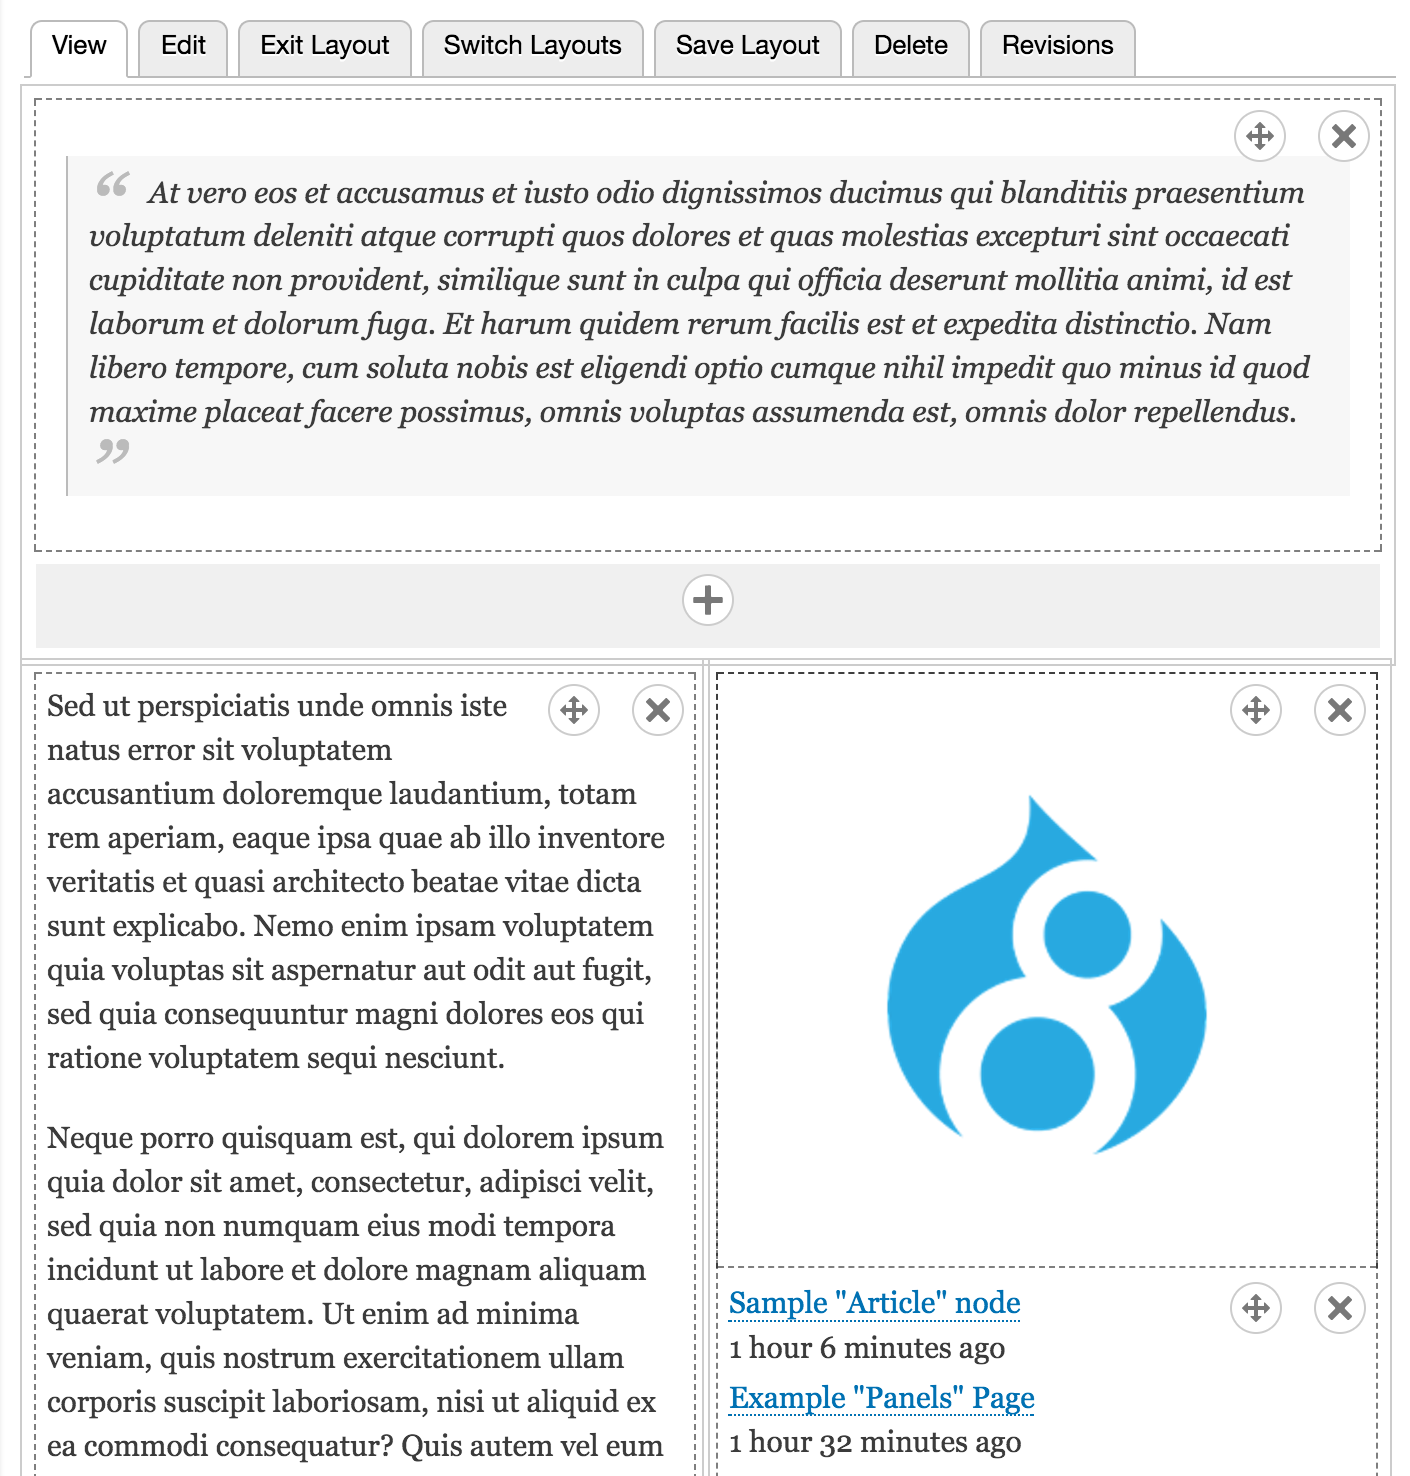 View Edit Exit Layout Switch Layouts Save Layout Delete Revisions
“ At vero eos et accusamus et iusto odio dignissimos ducimus qui blanditiis praesentium
voluptatum deleniti atque corrupti quos dolores et quas molestias excepturi sint occaecati
cupiditate non provident, similique sunt in culpa qui officia deserunt mollitia animi, id est
laborum et dolorum fuga. Et harum quidem rerum facilis est et expedita distinctio. Nam
libero tempore, cum soluta nobis est eligendi optio cumque nihil impedit quo minus id quod
maxime placeat facere possimus, omnis voluptas assumenda est, omnis dolor repellendus.
”
Sed ut perspiciatis unde omnis iste
natus error sit voluptatem
accusantium doloremque laudantium, totam
rem aperiam, eaque ipsa quae ab illo inventore
veritatis et quasi architecto beatae vitae dicta
sunt explicabo. Nemo enim ipsam voluptatem
quia voluptas sit aspernatur aut odit aut fugit,
sed quia consequuntur magni dolores eos qui
ratione voluptatem sequi nesciunt.
Neque porro quisquam est, qui dolorem ipsum
quia dolor sit amet, consectetur, adipisci velit,
sed quia non numquam eius modi tempora
incidunt ut labore et dolore magnam aliquam
quaerat voluptatem. Ut enim ad minima
veniam, quis nostrum exercitationem ullam
corporis suscipit laboriosam, nisi ut aliquid ex
ea commodi consequatur? Quis autem vel eum
Sample "Article" node
1 hour 6 minutes ago
Example "Panels" Page
1 hour 32 minutes ago